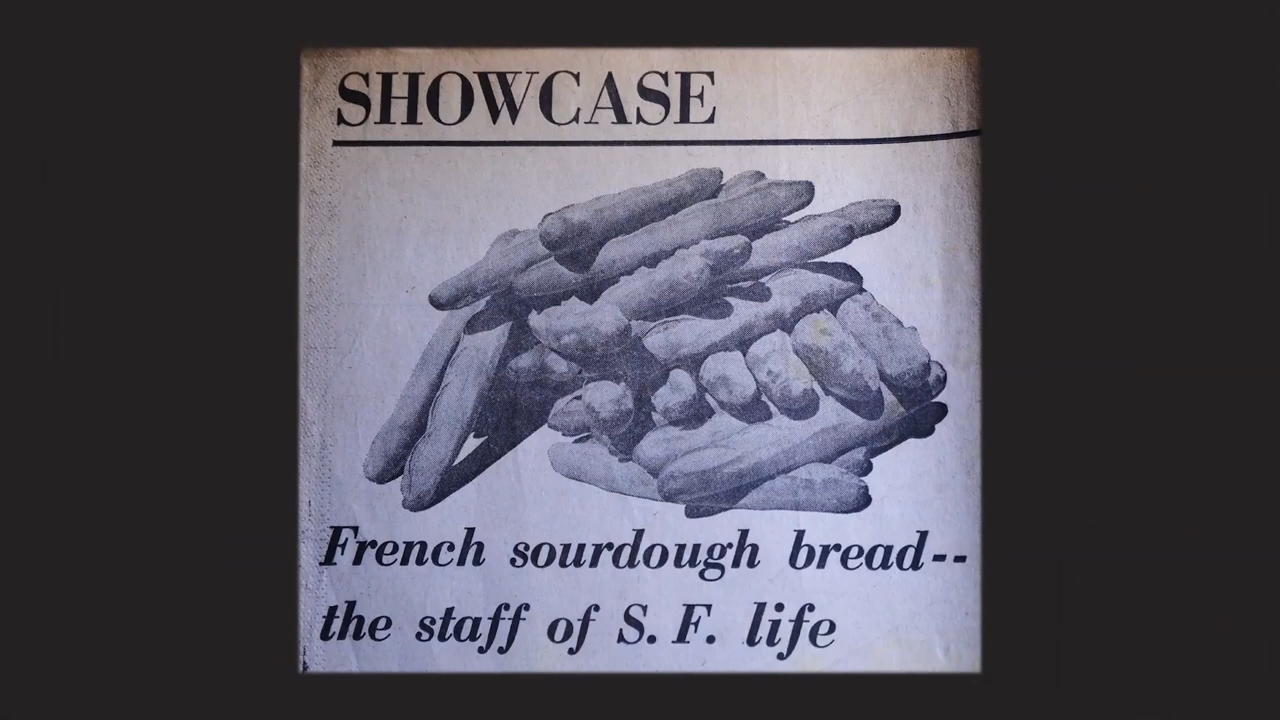 SHOWCASE
French sourdough bread--
the staff of S. F. life